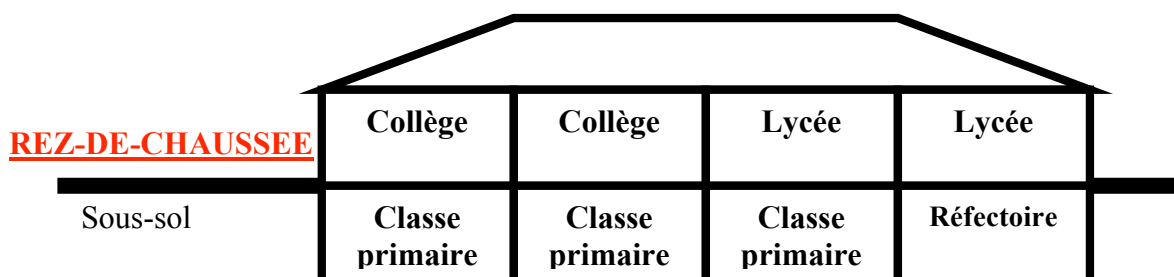 Collège Collège Lycée Lycée
REZ-DE-CHAUSSEE
Sous-sol Classe Classe Classe Réfectoire
primaire primaire primaire